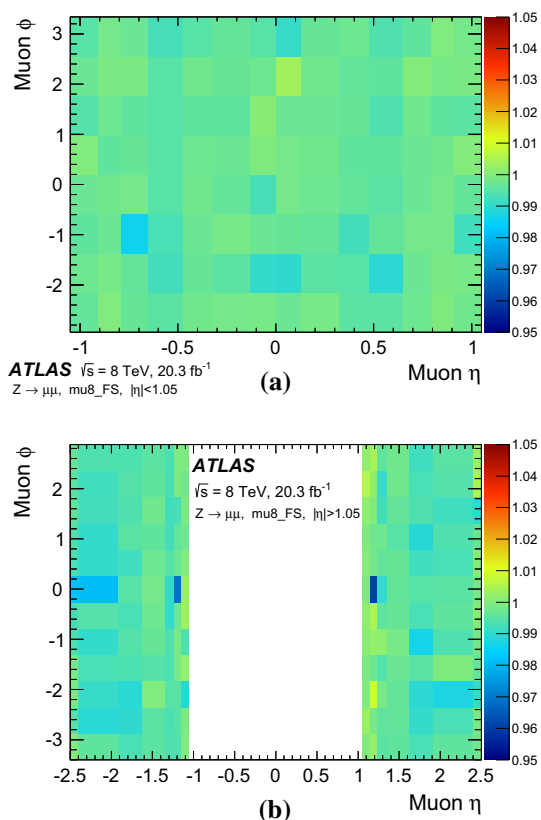 Muon ϕ
3
2
1
0
-1
-2
-1 -0.5 0 0.5 1
Muon η
1.05
1.04
1.03
1.02
1.01
1
0.99
0.98
0.97
0.96
0.95
ATLAS √s = 8 TeV, 20.3 fb⁻¹
Z → μμ, mu8_FS, |η|<1.05
(a)
Muon ϕ
ATLAS
√s = 8 TeV, 20.3 fb⁻¹
Z → μμ, mu8_FS, |η|>1.05
2
1
0
-1
-2
-3
-2.5 -2 -1.5 -1 -0.5 0 0.5 1 1.5 2 2.5
Muon η
1.05
1.04
1.03
1.02
1.01
1
0.99
0.98
0.97
0.96
0.95
(b)